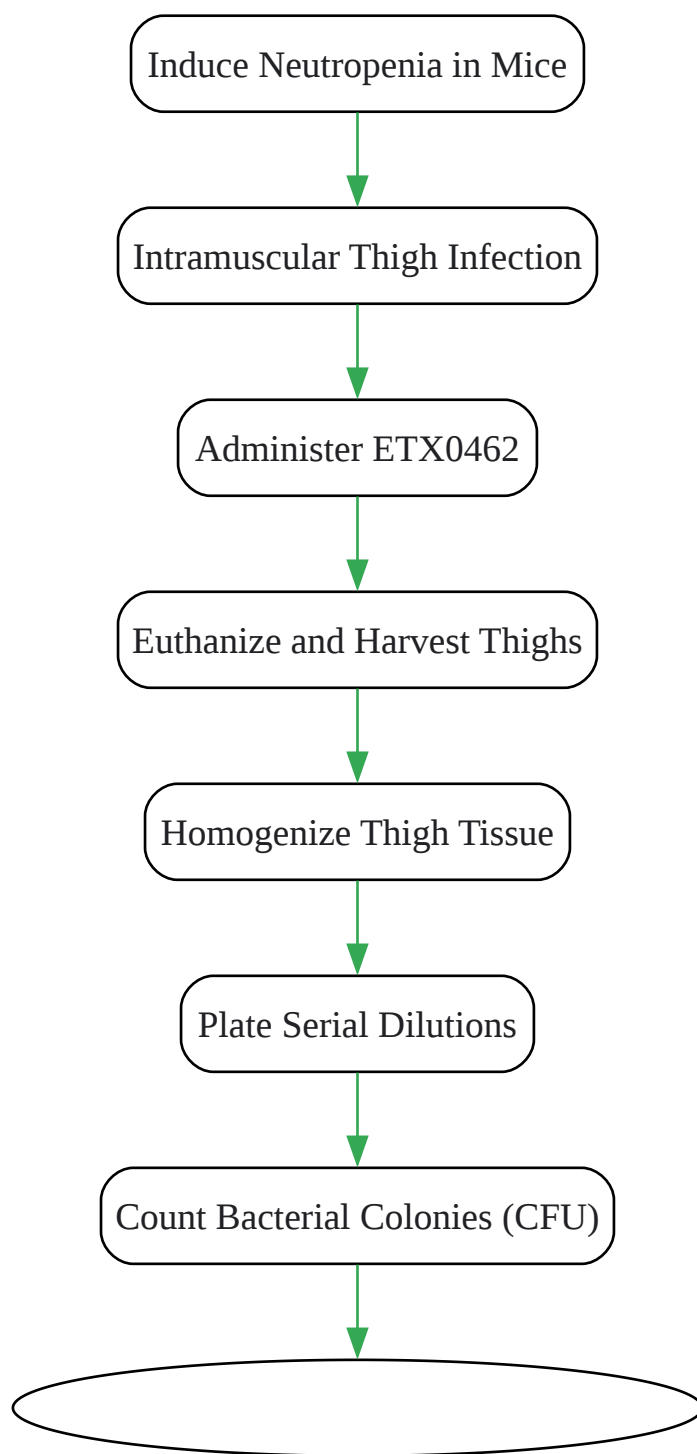 Induce Neutropenia in Mice
Intramuscular Thigh Infection
Administer ETX0462
Euthanize and Harvest Thighs
Homogenize Thigh Tissue
Plate Serial Dilutions
Count Bacterial Colonies (CFU)